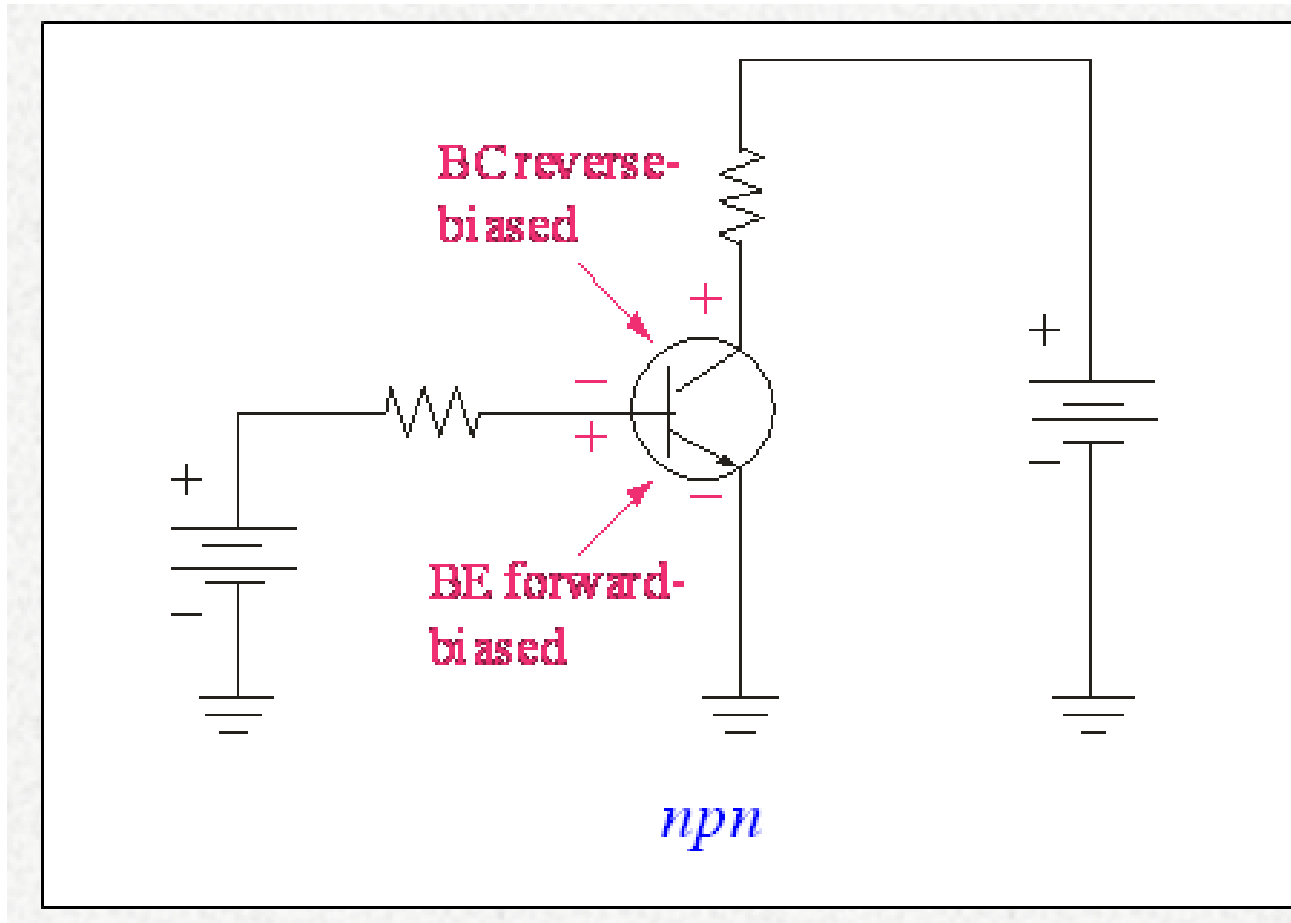 BC reverse-
biased
+
+
−
+
+
−
−
−
BE forward-
biased
npn